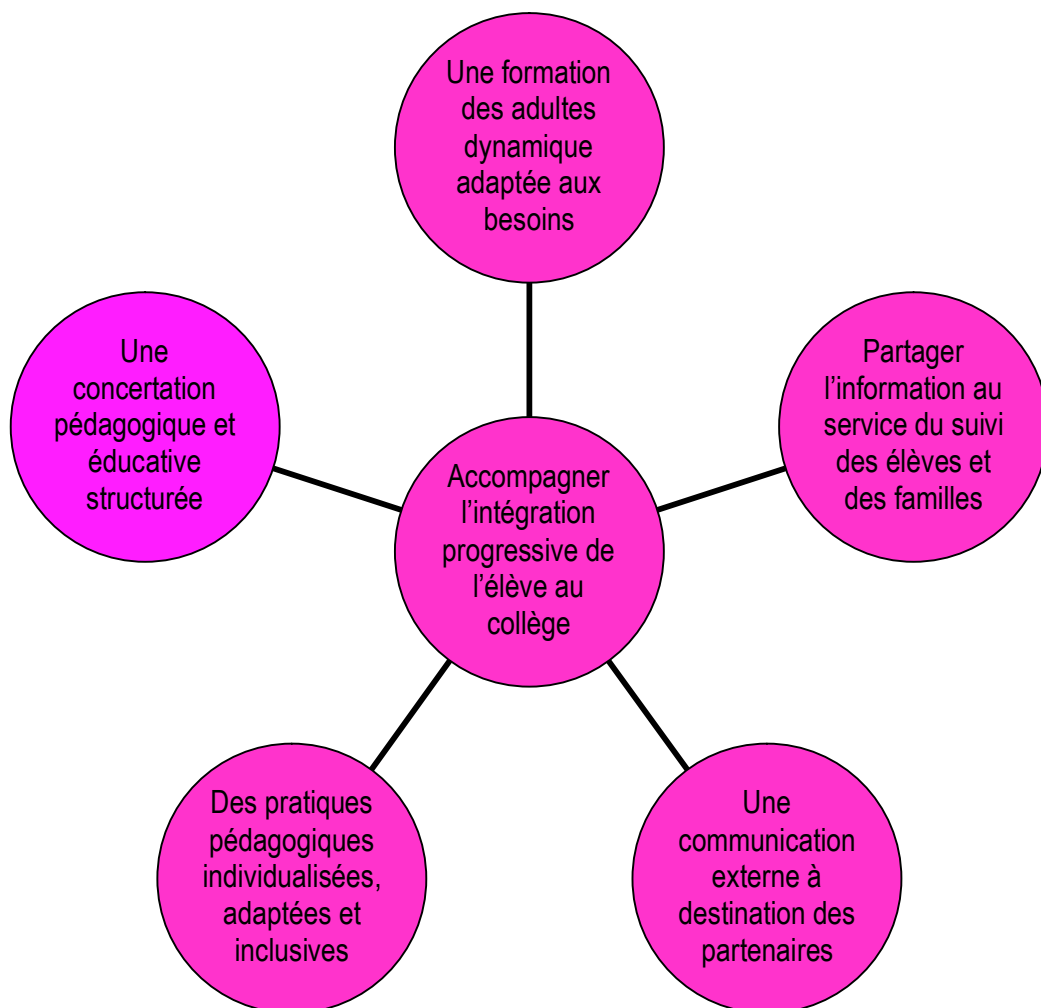 Une formation
des adultes
dynamique
adaptée aux
besoins
Une
concertation
pédagogique et
éducative
structurée
Partager
l’information au
service du suivi
des élèves et
des familles
Accompagner
l’intégration
progressive de
l’élève au
collège
Des pratiques
pédagogiques
individualisées,
adaptées et
inclusives
Une
communication
externe à
destination des
partenaires